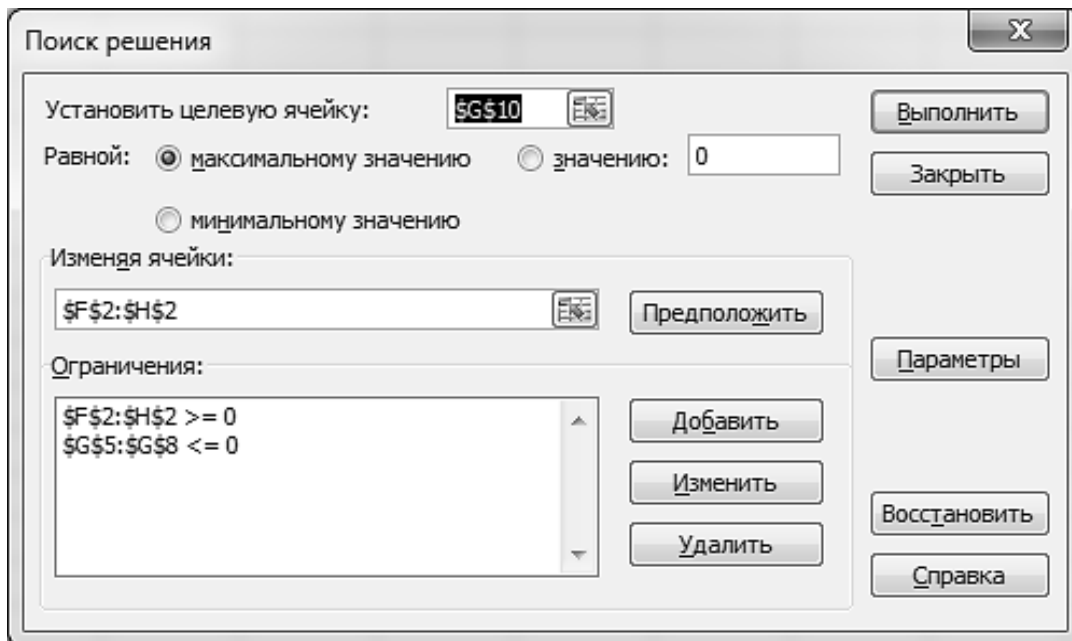 Поиск решения
X
Установить целевую ячейку: $G$10
Выполнить
Равной: максимальному значению значению: 0
Закрыть
минимальному значению
Изменяя ячейки:
$F$2:$H$2
Предположить
Параметры
Ограничения:
$F$2:$H$2 >= 0
$G$5:$G$8 <= 0
Добавить
Изменить
Удалить
Восстановить
Справка